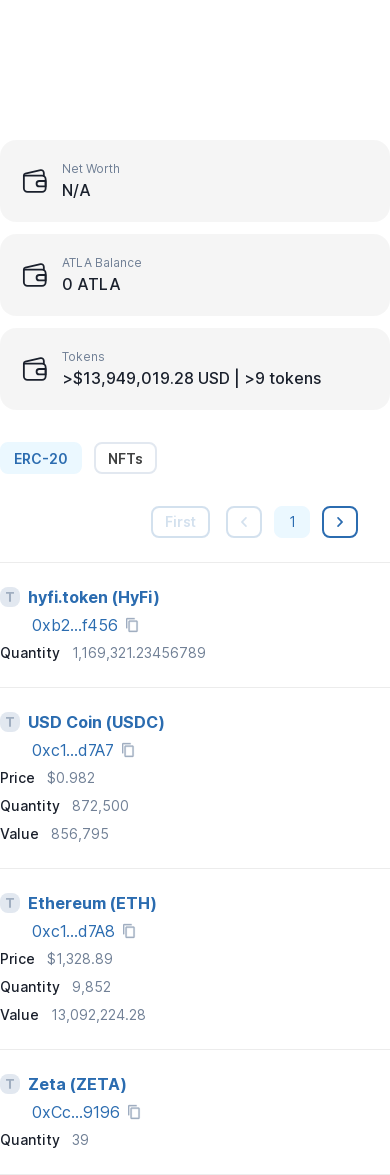 Net Worth
N/A
ATLA Balance
0 ATLA
Tokens
>$13,949,019.28 USD | >9 tokens
ERC-20 NFTs
First 1
T hyfi.token (HyFi)
0xb2...f456
Quantity 1,169,321.23456789
T USD Coin (USDC)
0xc1...d7A7
Price $0.982
Quantity 872,500
Value 856,795
T Ethereum (ETH)
0xc1...d7A8
Price $1,328.89
Quantity 9,852
Value 13,092,224.28
T Zeta (ZETA)
0xCc...9196
Quantity 39